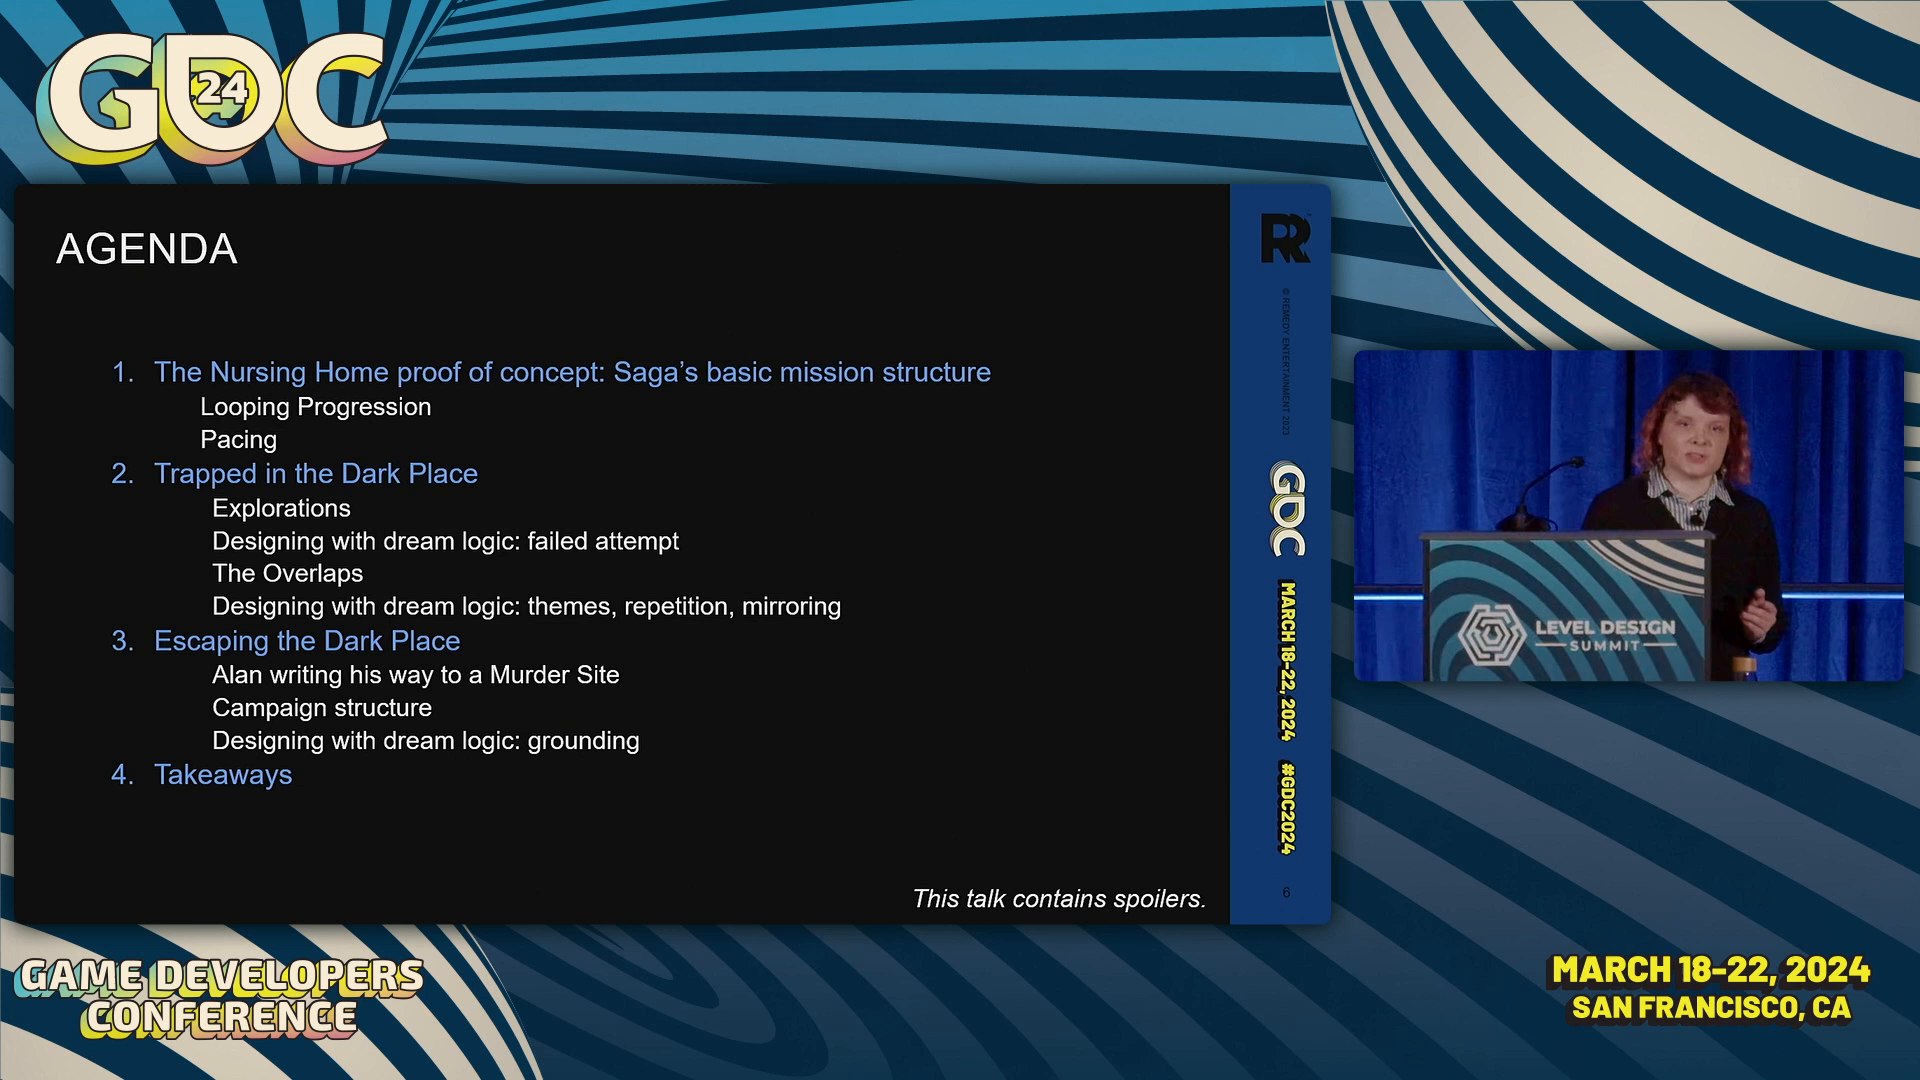 GDC
24
AGENDA
1. The Nursing Home proof of concept: Saga’s basic mission structure
Looping Progression
Pacing
2. Trapped in the Dark Place
Explorations
Designing with dream logic: failed attempt
The Overlaps
Designing with dream logic: themes, repetition, mirroring
3. Escaping the Dark Place
Alan writing his way to a Murder Site
Campaign structure
Designing with dream logic: grounding
4. Takeaways
This talk contains spoilers.
© REMEDY ENTERTAINMENT 2023
GDC
MARCH 18-22, 2024
#GDC2024
6
LEVEL DESIGN
SUMMIT
GAME DEVELOPERS
CONFERENCE
MARCH 18-22, 2024
SAN FRANCISCO, CA